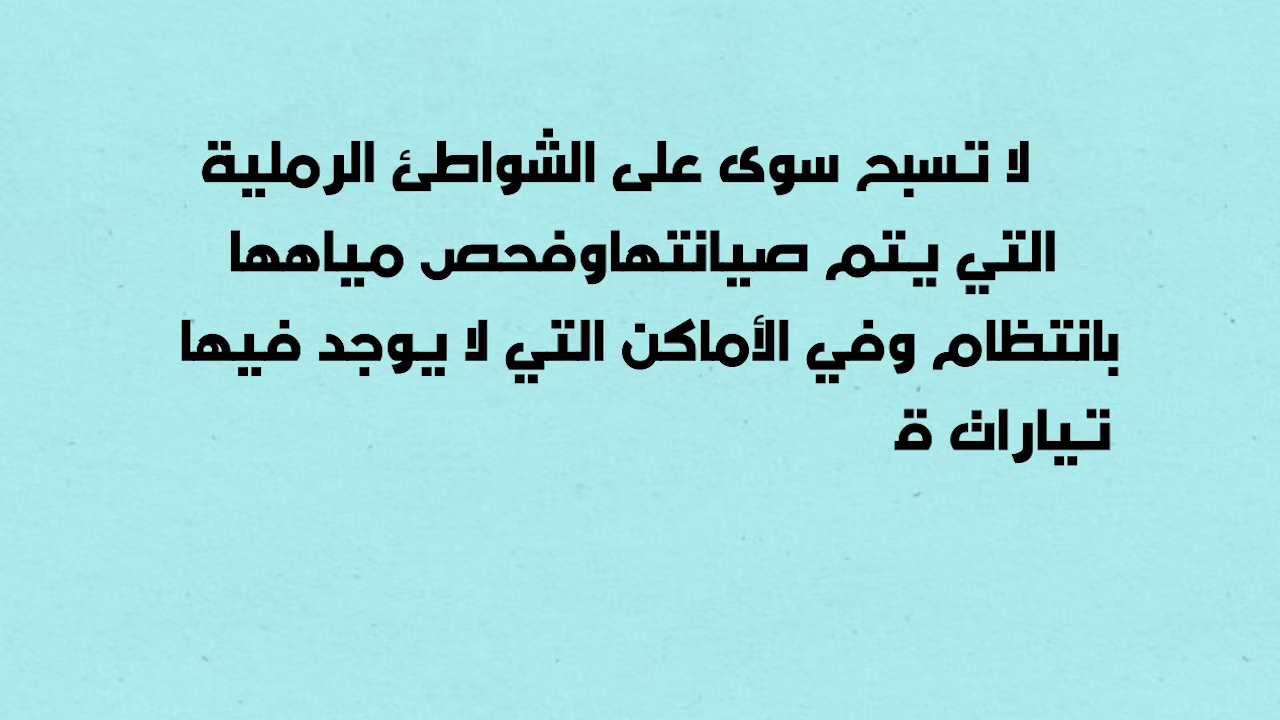 لا تسبح سوى على الشواطئ الرملية
التي يتم صيانتهاوفحص مياهها
بانتظام وفي الأماكن التي لا يوجد فيها
تيارات ة